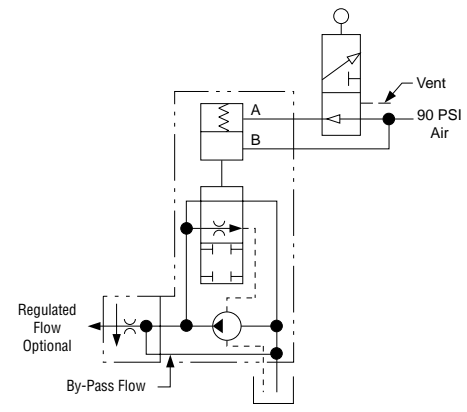 Vent
A
90 PSI
Air
B
Regulated
Flow
Optional
By-Pass Flow